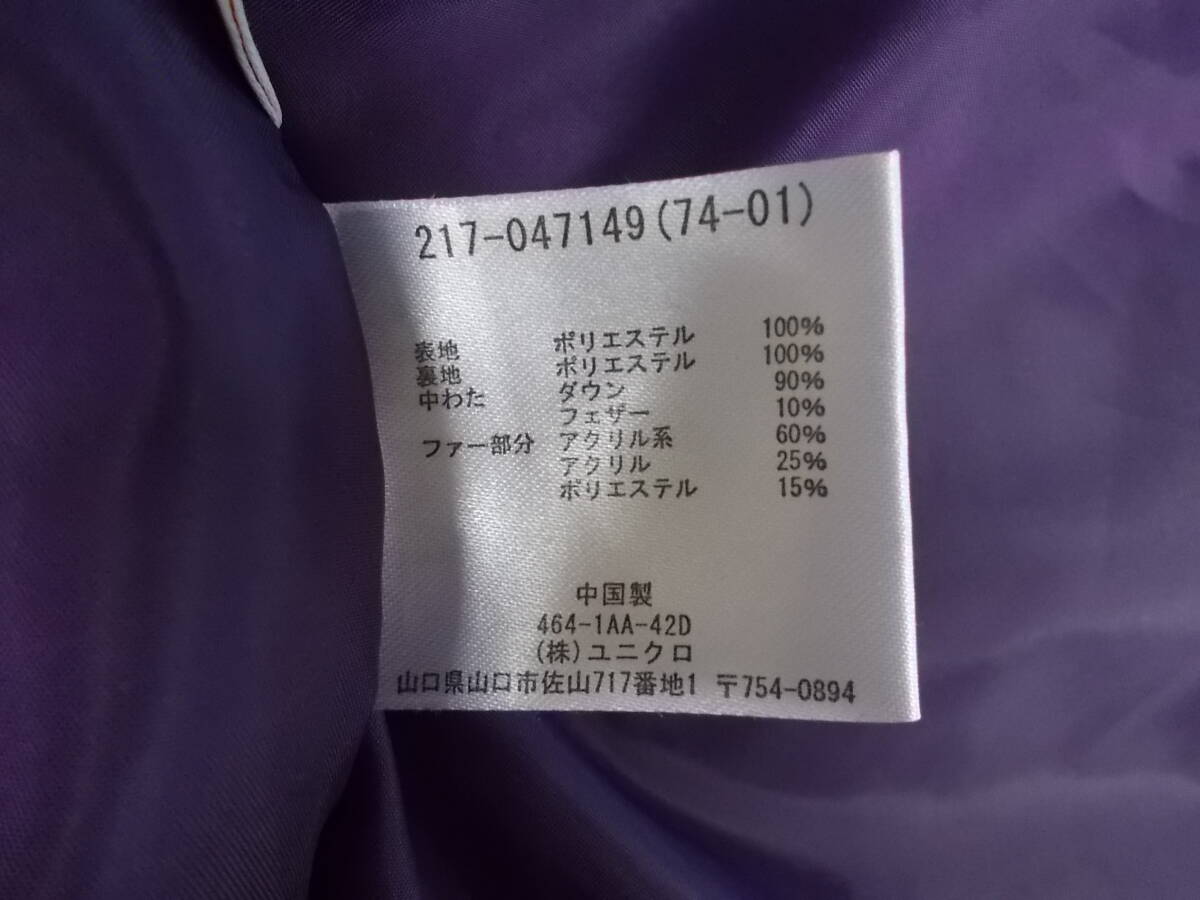 217-047149(74-01)
表地 ポリエステル 100%
裏地 ポリエステル 100%
中わた ダウン 90%
フェザー 10%
ファー部分 アクリル系 60%
アクリル 25%
ポリエステル 15%
中国製
464-1AA-42D
(株)ユニクロ
山口県山口市佐山717番地1 〒754-0894